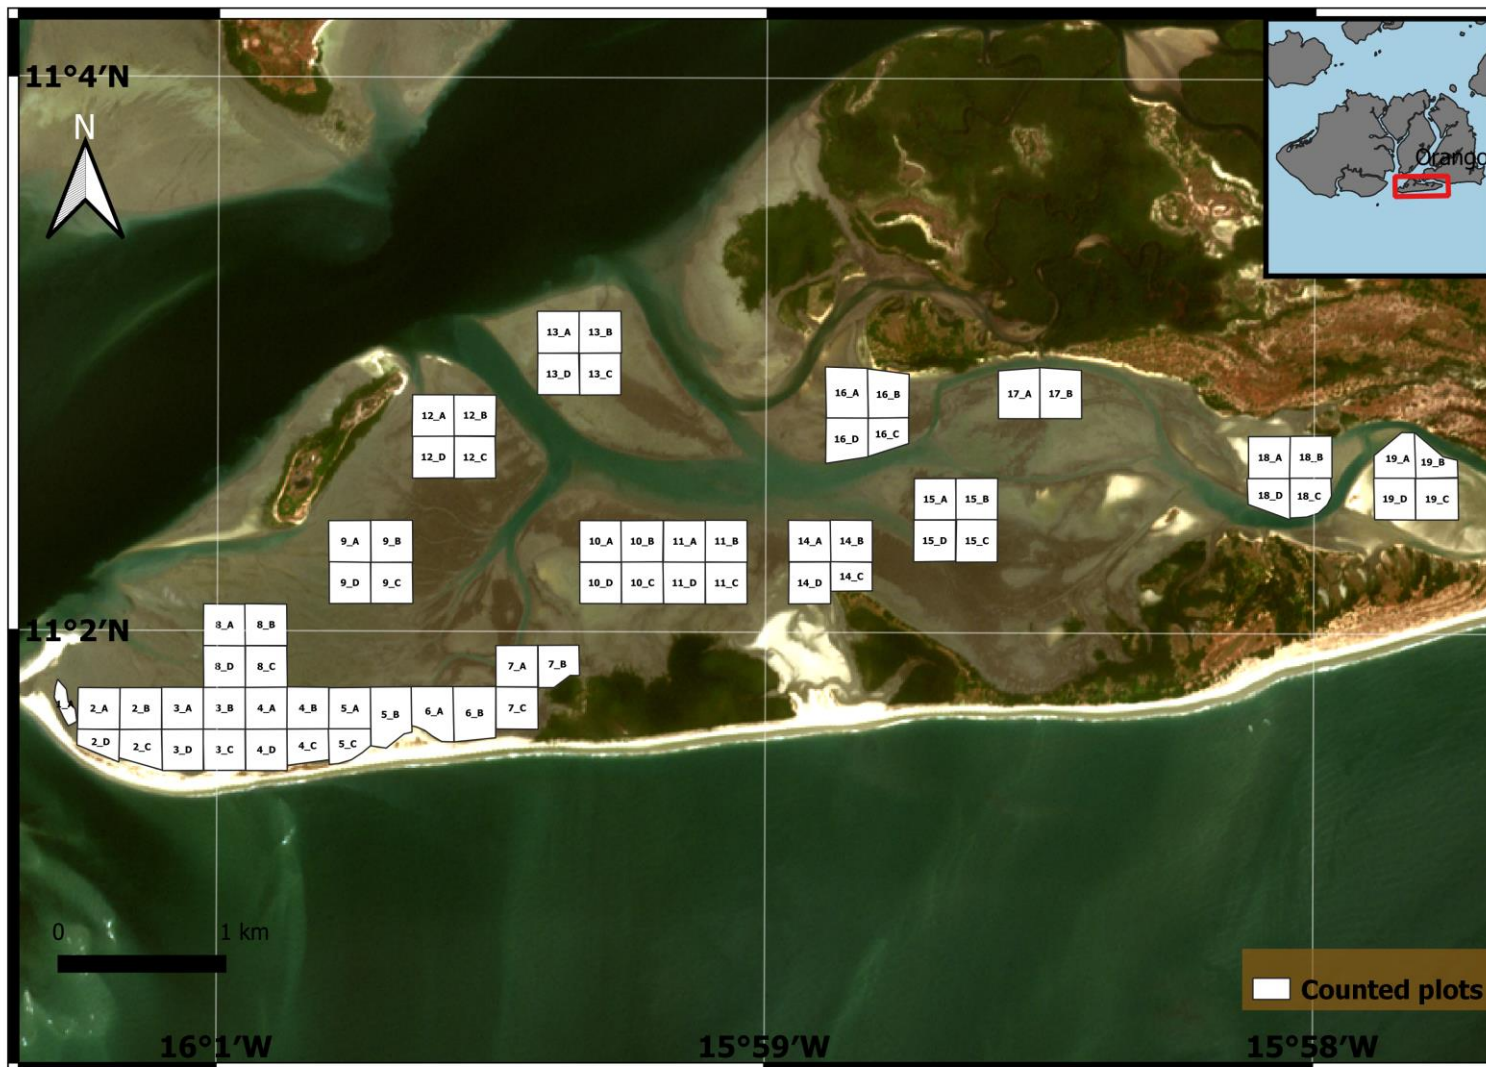 11°4′N
N
Orango
13_A 13_B
13_D 13_C
16_A 16_B
17_A 17_B
12_A 12_B
16_D 16_C
12_D 12_C
18_A 18_B
19_A 19_B
15_A 15_B
18_D 18_C
19_D 19_C
9_A 9_B
10_A 10_B 11_A 11_B
14_A 14_B
15_D 15_C
9_D 9_C
10_D 10_C 11_D 11_C
14_D 14_C
11°2′N
8_A 8_B
8_D 8_C
7_A 7_B
2_A 2_B 3_A 3_B 4_A 4_B 5_A 5_B 6_A 6_B 7_C
2_D 2_C 3_D 3_C 4_D 4_C 5_C
0 1 km
Counted plots
16°1′W 15°59′W 15°58′W